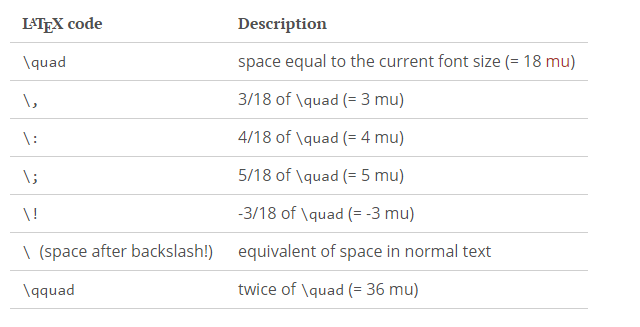 LATEX code Description
\quad space equal to the current font size (= 18 mu)
\, 3/18 of \quad (= 3 mu)
\: 4/18 of \quad (= 4 mu)
\; 5/18 of \quad (= 5 mu)
\! -3/18 of \quad (= -3 mu)
\ (space after backslash!) equivalent of space in normal text
\qquad twice of \quad (= 36 mu)